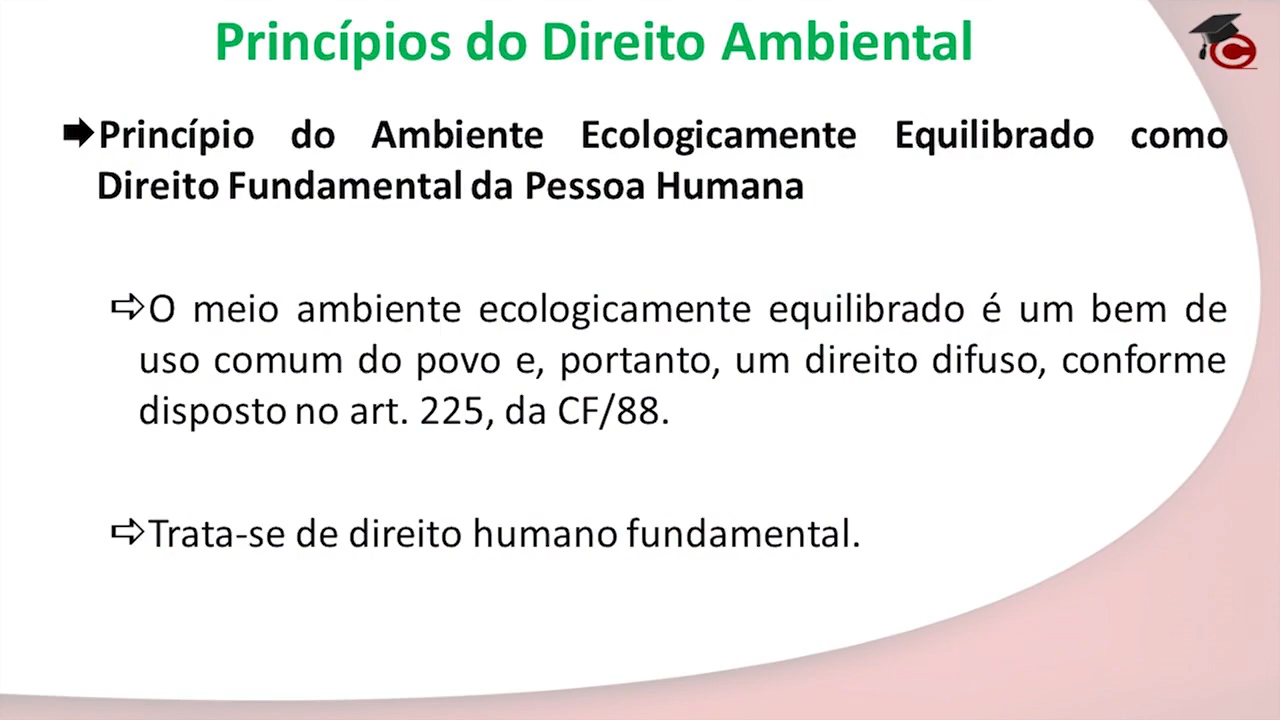 Princípios do Direito Ambiental
Princípio do Ambiente Ecologicamente Equilibrado como
Direito Fundamental da Pessoa Humana
O meio ambiente ecologicamente equilibrado é um bem de
uso comum do povo e, portanto, um direito difuso, conforme
disposto no art. 225, da CF/88.
Trata-se de direito humano fundamental.